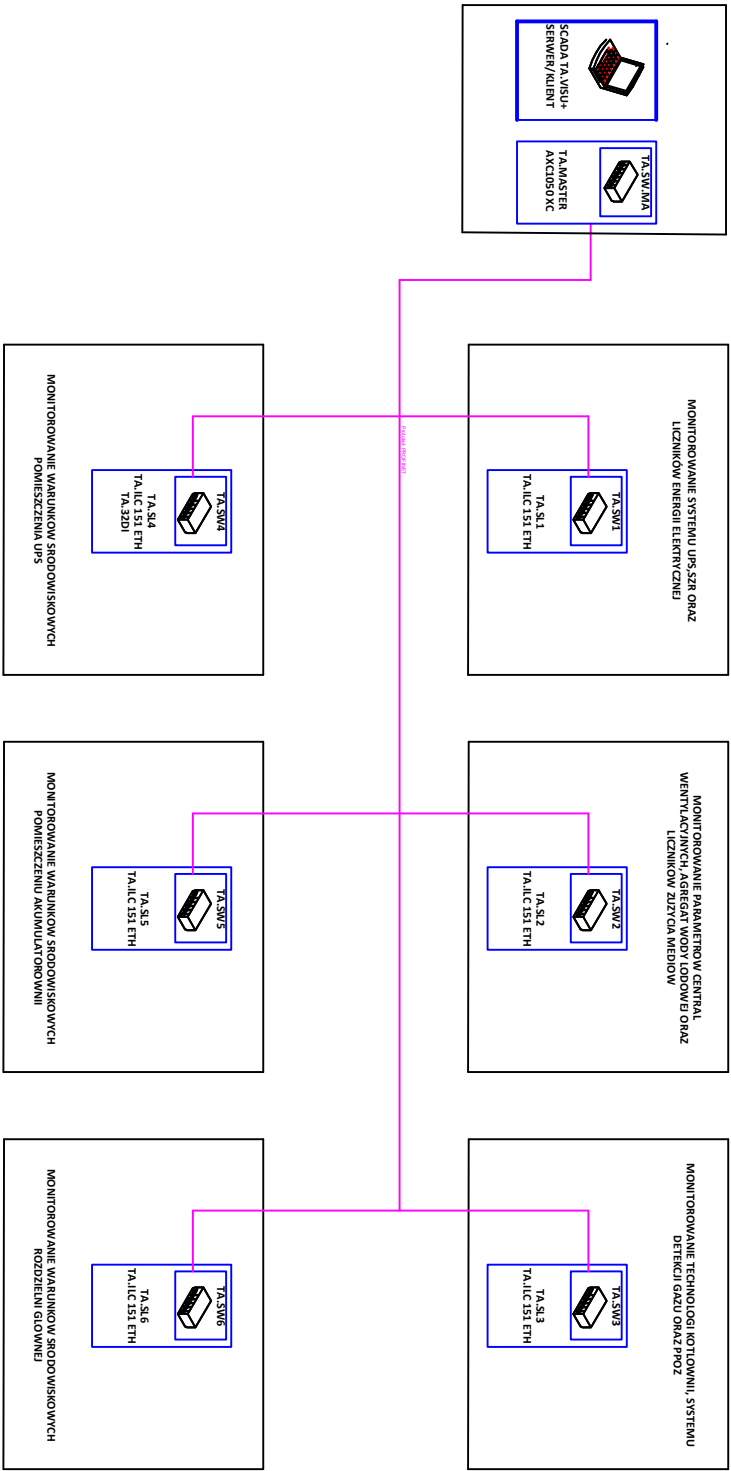 SCADA TA.VISU+
SERWER/KLIENT
TA.SW.MA
TA.MASTER
AXC1050 XC
MONITOROWANIE SYSTEMU UPS,SZR ORAZ
LICZNIKÓW ENERGII ELEKTRYCZNEJ
TA.SW1
TA.SL1
TA.ILC 151 ETH
MONITOROWANIE PARAMETROW CENTRAL
WENTYLACYJNYCH, AGREGAT WODY LODOWEJ ORAZ
LICZNIKOW ZUZYCIA MEDIOW
TA.SW2
TA.SL2
TA.ILC 151 ETH
MONITOROWANIE TECHNOLOGI KOTLOWNII, SYSTEMU
DETEKCJI GAZU ORAZ PPOZ
TA.SW3
TA.SL3
TA.ILC 151 ETH
TA.SW4
TA.SL4
TA.ILC 151 ETH
TA.32DI
MONITOROWANIE WARUNKOW SRODOWISKOWYCH
POMIESZCZENIA UPS
TA.SW5
TA.SL5
TA.ILC 151 ETH
MONITOROWANIE WARUNKOW SRODOWISKOWYCH
POMIESZCZENIU AKUMULATOROWNII
TA.SW6
TA.SL6
TA.ILC 151 ETH
MONITOROWANIE WARUNKOW SRODOWISKOWYCH
ROZDZIELNI GLOWNEJ